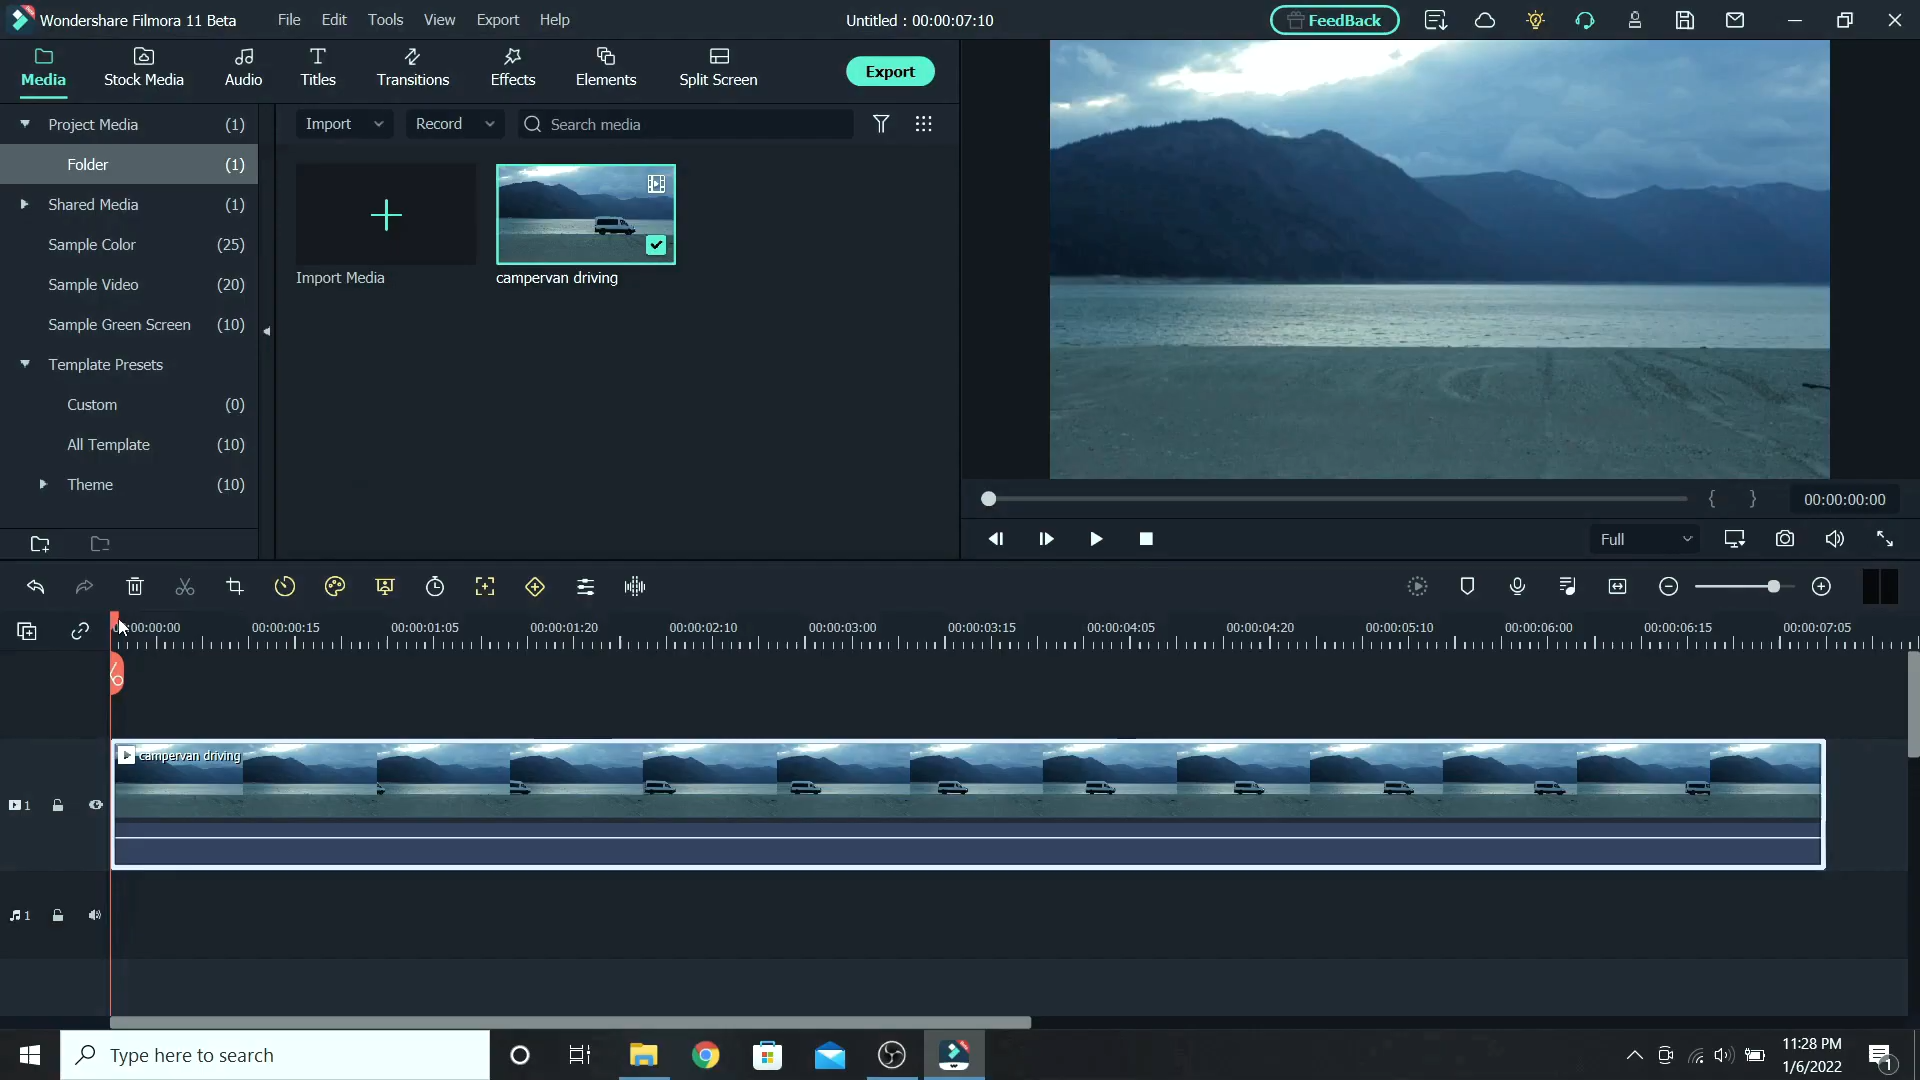 Wondershare Filmora 11 Beta
File
Edit
Tools
View
Export
Help
Untitled : 00:00:07:10
FeedBack
Media
Stock Media
Audio
Titles
Transitions
Effects
Elements
Split Screen
Export
Project Media (1)
Folder (1)
Shared Media (1)
Sample Color (25)
Sample Video (20)
Sample Green Screen (10)
Template Presets
Custom (0)
All Template (10)
Theme (10)
Import
Record
Search media
Import Media
campervan driving
{ }
00:00:00:00
Full
00:00:00
00:00:00:15
00:00:01:05
00:00:01:20
00:00:02:10
00:00:03:00
00:00:03:15
00:00:04:05
00:00:04:20
00:00:05:10
00:00:06:00
00:00:06:15
00:00:07:05
campervan driving
1
1
Type here to search
11:28 PM
1/6/2022
1